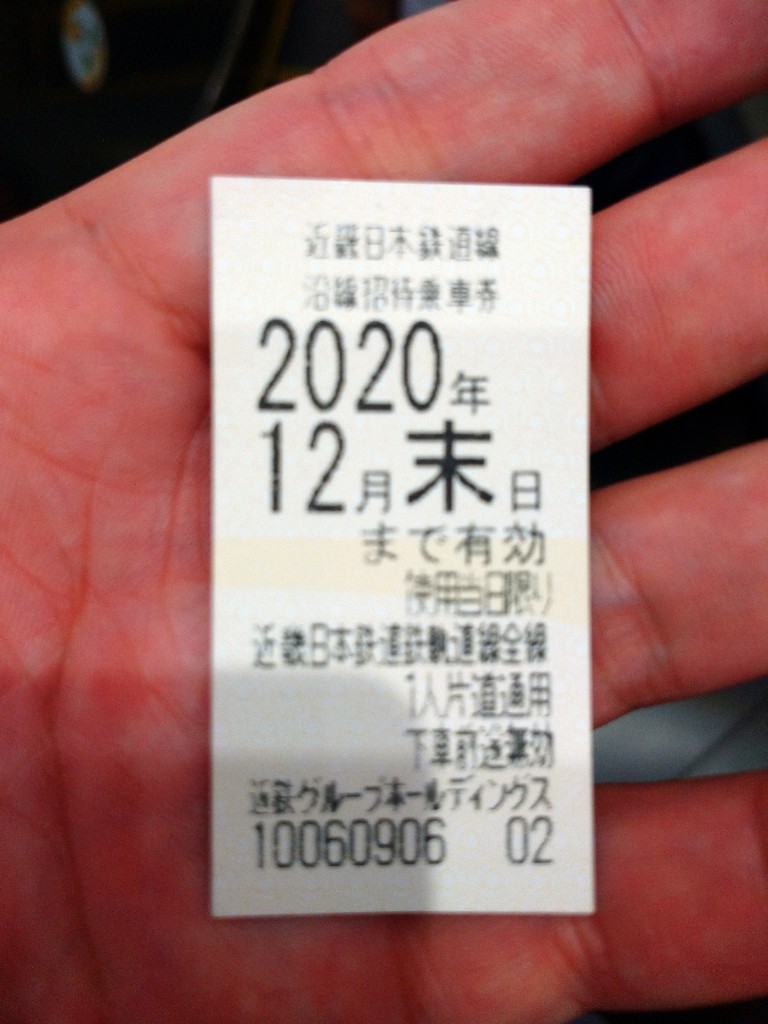 近畿日本鉄道線
沿線招待乗車券
2020年
12月末日
まで有効
使用当日限り
近畿日本鉄道鉄軌道線全線
1人片道通用
下車前途無効
近鉄グループホールディングス
10060906 02